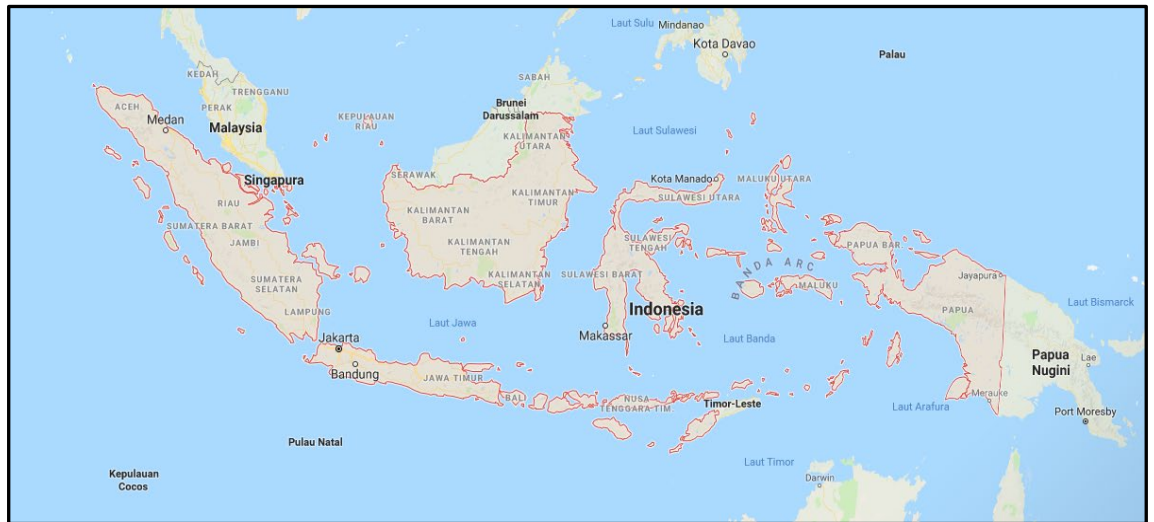 Laut Sulu
Mindanao
Kota Davao
Palau
KEDAH
SABAH
ACEH
PERAK
TRENGGANU
Medan
Malaysia
KEPULAUAN
RIAU
Brunei
Darussalam
KALIMANTAN
UTARA
Laut Sulawesi
Singapura
SERAWAK
Kota Manado
MALUKU UTARA
RIAU
SUMATERA BARAT
JAMBI
KALIMANTAN
BARAT
KALIMANTAN
TIMUR
SULAWESI UTARA
KALIMANTAN
TENGAH
SULAWESI
TENGAH
PAPUA BAR
SUMATERA
SELATAN
KALIMANTAN
SELATAN
SULAWESI BARAT
BANDA ARC
MALUKU
Jayapura
LAMPUNG
Laut Jawa
Indonesia
PAPUA
Laut Bismarck
Jakarta
Makassar
Laut Banda
Bandung
JAWA TIMUR
Papua
Nugini
Lae
BALI
NUSA
TENGGARA TIM
Timor-Leste
Merauke
Laut Arafura
Port Moresby
Pulau Natal
Laut Timor
Kepulauan
Cocos
Darwin